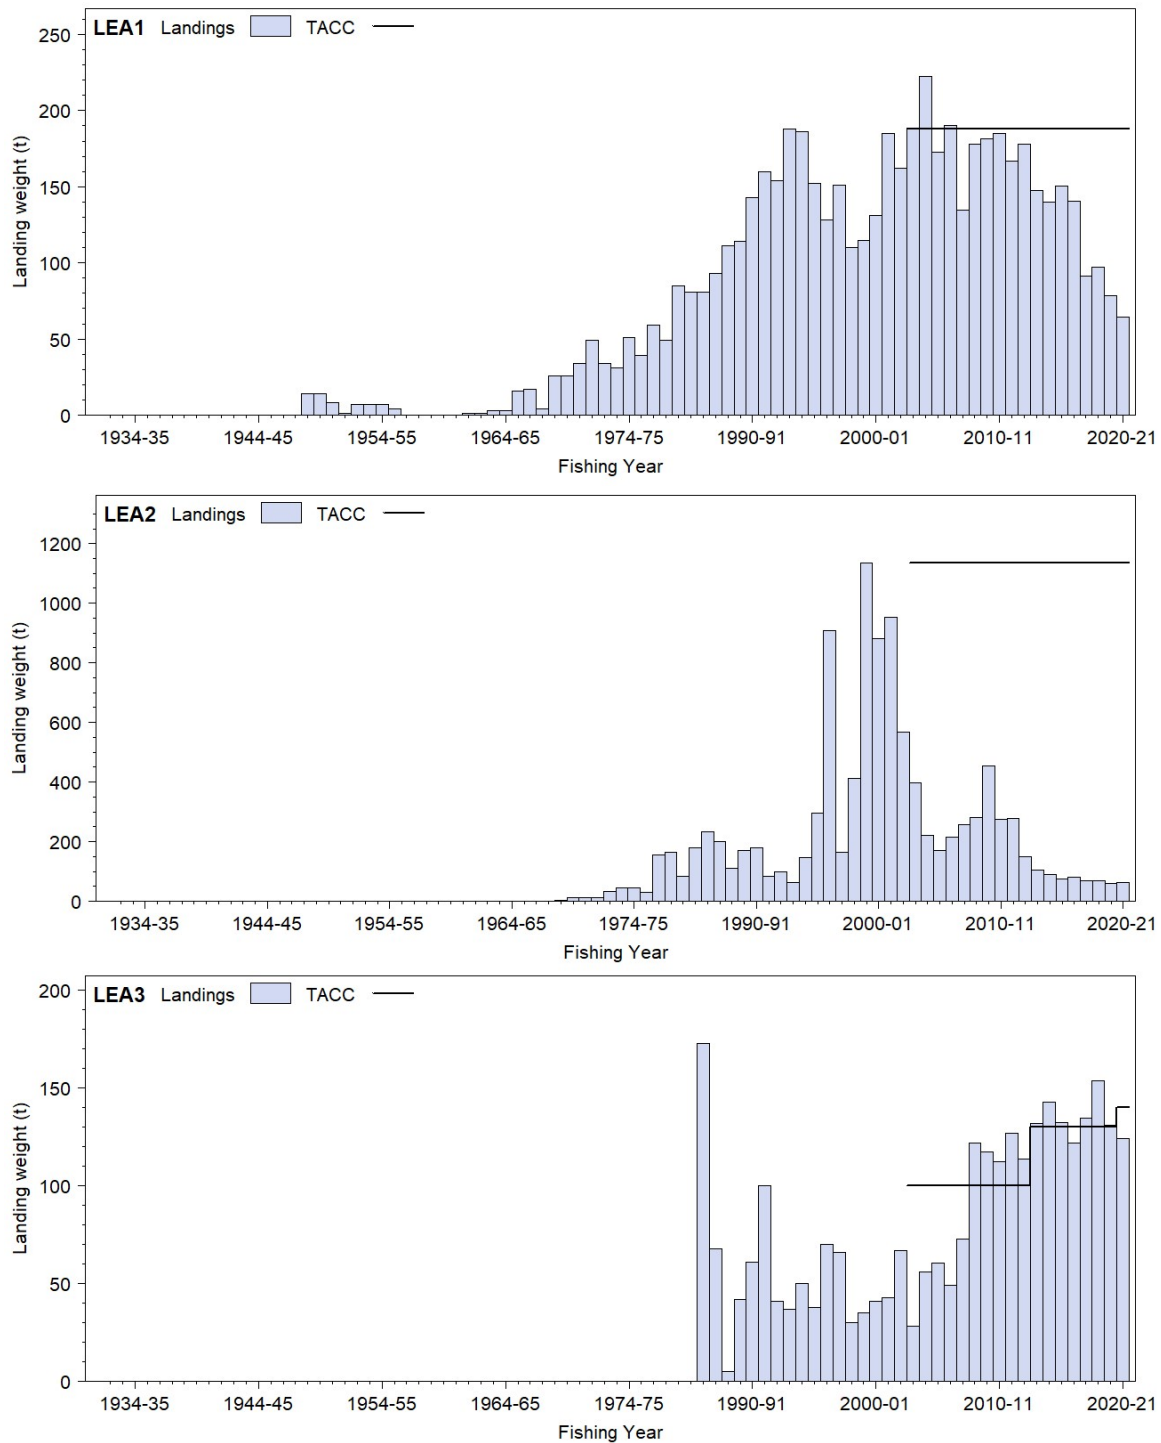 LEA1 Landings TACC
250
200
150
100
50
0
Landing weight (t)
1934-35 1944-45 1954-55 1964-65 1974-75 1990-91 2000-01 2010-11 2020-21
Fishing Year
LEA2 Landings TACC
1200
1000
800
600
400
200
0
Landing weight (t)
1934-35 1944-45 1954-55 1964-65 1974-75 1990-91 2000-01 2010-11 2020-21
Fishing Year
LEA3 Landings TACC
200
150
100
50
0
Landing weight (t)
1934-35 1944-45 1954-55 1964-65 1974-75 1990-91 2000-01 2010-11 2020-21
Fishing Year